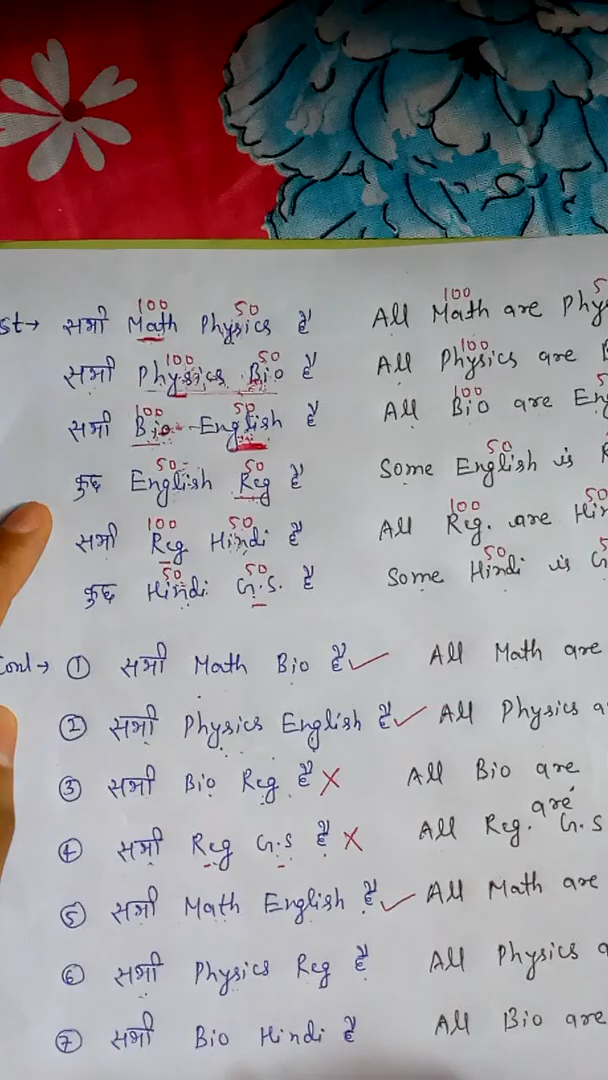 st→ सभी Math Physics है All Math are Phy
100 50 100 5
सभी Physics Bio है All Physics are B
100 50 100
सभी Bio English है All Bio are En
100 50 100 5
कुछ English Reg है Some English is R
50 50 50
सभी Reg Hindi है All Reg. are Hin
100 50 100 50
कुछ Hindi G.S. है Some Hindi is G
50 50 50 5
Conl→ ① सभी Math Bio है ✓ All Math are
② सभी Physics English है ✓ All Physics a
③ सभी Bio Reg है × All Bio are
④ सभी Reg G.S है × All Reg. are G.S
⑤ सभी Math English है ✓ All Math are
⑥ सभी Physics Reg है All Physics a
⑦ सभी Bio Hindi है All Bio are